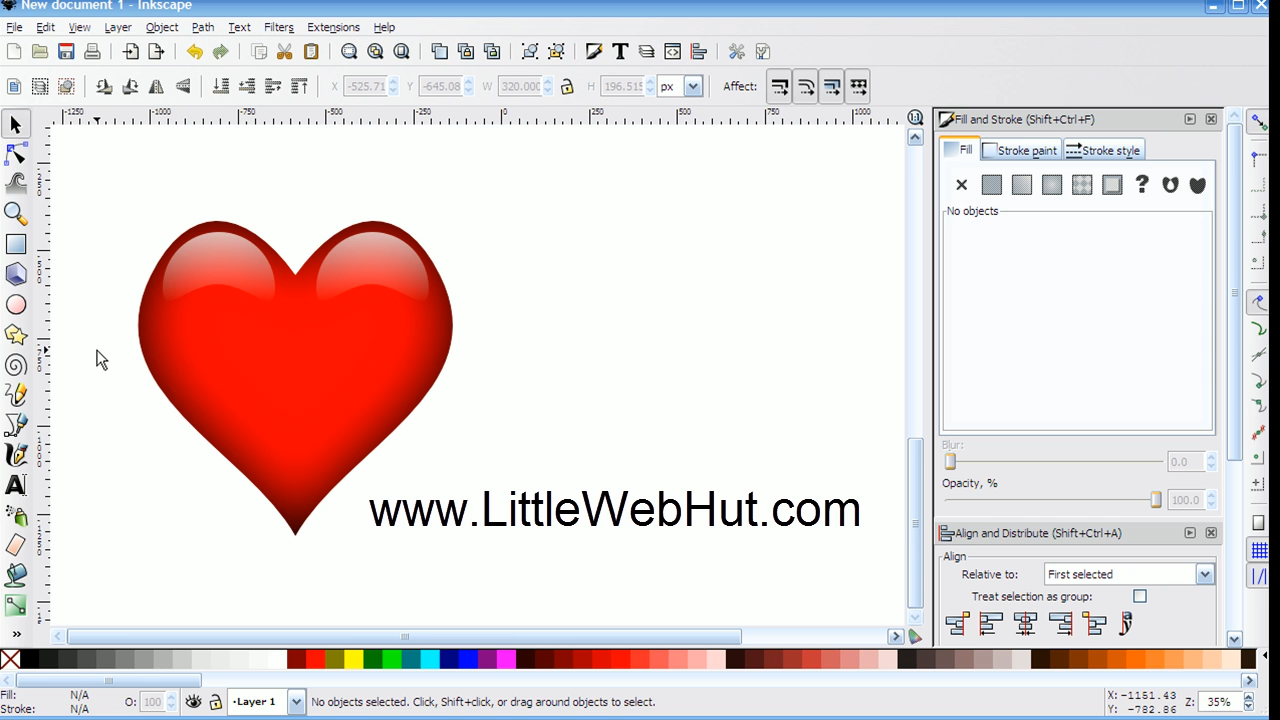 New document 1 - Inkscape
File Edit View Layer Object Path Text Filters Extensions Help
X -525.71 Y -645.08 W 320.000 H 196.515 px Affect:
-1250 -1000 -750 -500 -250 0 250 500 750 1000
Fill and Stroke (Shift+Ctrl+F)
Fill Stroke paint Stroke style
No objects
Blur:
0.0
Opacity, %
100.0
www.LittleWebHut.com
Align and Distribute (Shift+Ctrl+A)
Align
Relative to: First selected
Treat selection as group:
Fill: N/A
Stroke: N/A
O: 100
Layer 1
No objects selected. Click, Shift+click, or drag around objects to select.
X: -1151.43
Y: -782.86
Z: 35%